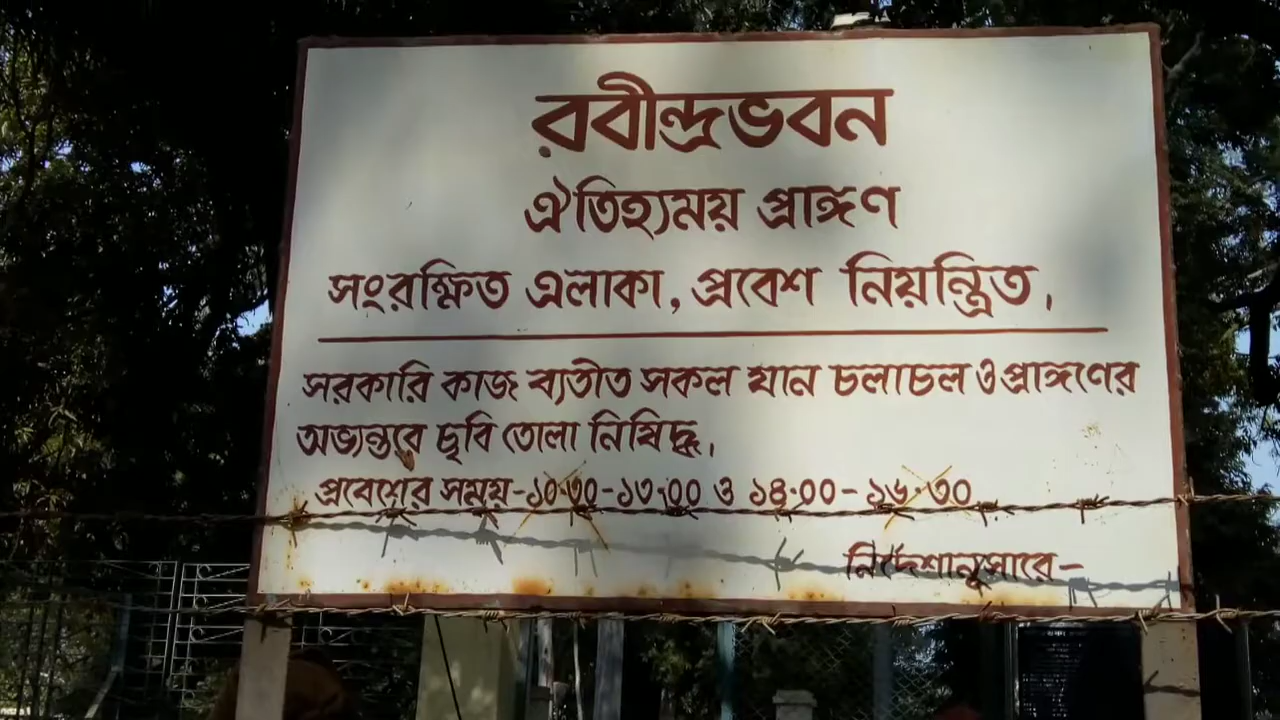 রবীন্দ্রভবন
ঐতিহ্যময় প্রাঙ্গণ
সংরক্ষিত এলাকা, প্রবেশ নিয়ন্ত্রিত,
সরকারি কাজ ব্যতীত সকল যান চলাচল ও প্রাঙ্গণের
অভ্যন্তরে ছবি তোলা নিষিদ্ধ,
প্রবেশের সময়-১০·৩০-১৩·০০ ও ১৪·০০-১৬·৩০
নির্দেশানুসারে-